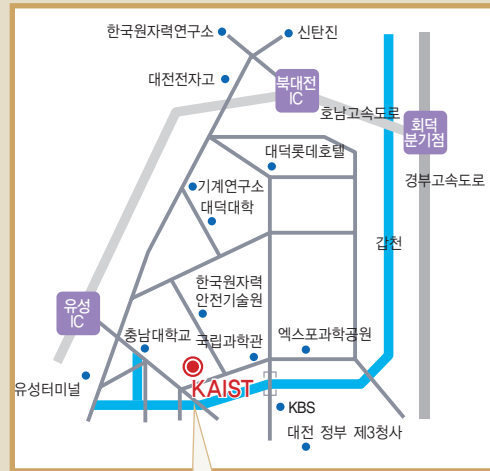 한국원자력연구소
신탄진
대전전자고
북대전
IC
호남고속도로
회덕
분기점
대덕롯데호텔
경부고속도로
기계연구소
대덕대학
갑천
한국원자력
안전기술원
유성
IC
충남대학교
국립과학관
엑스포과학공원
KAIST
유성터미널
KBS
대전 정부 제3청사